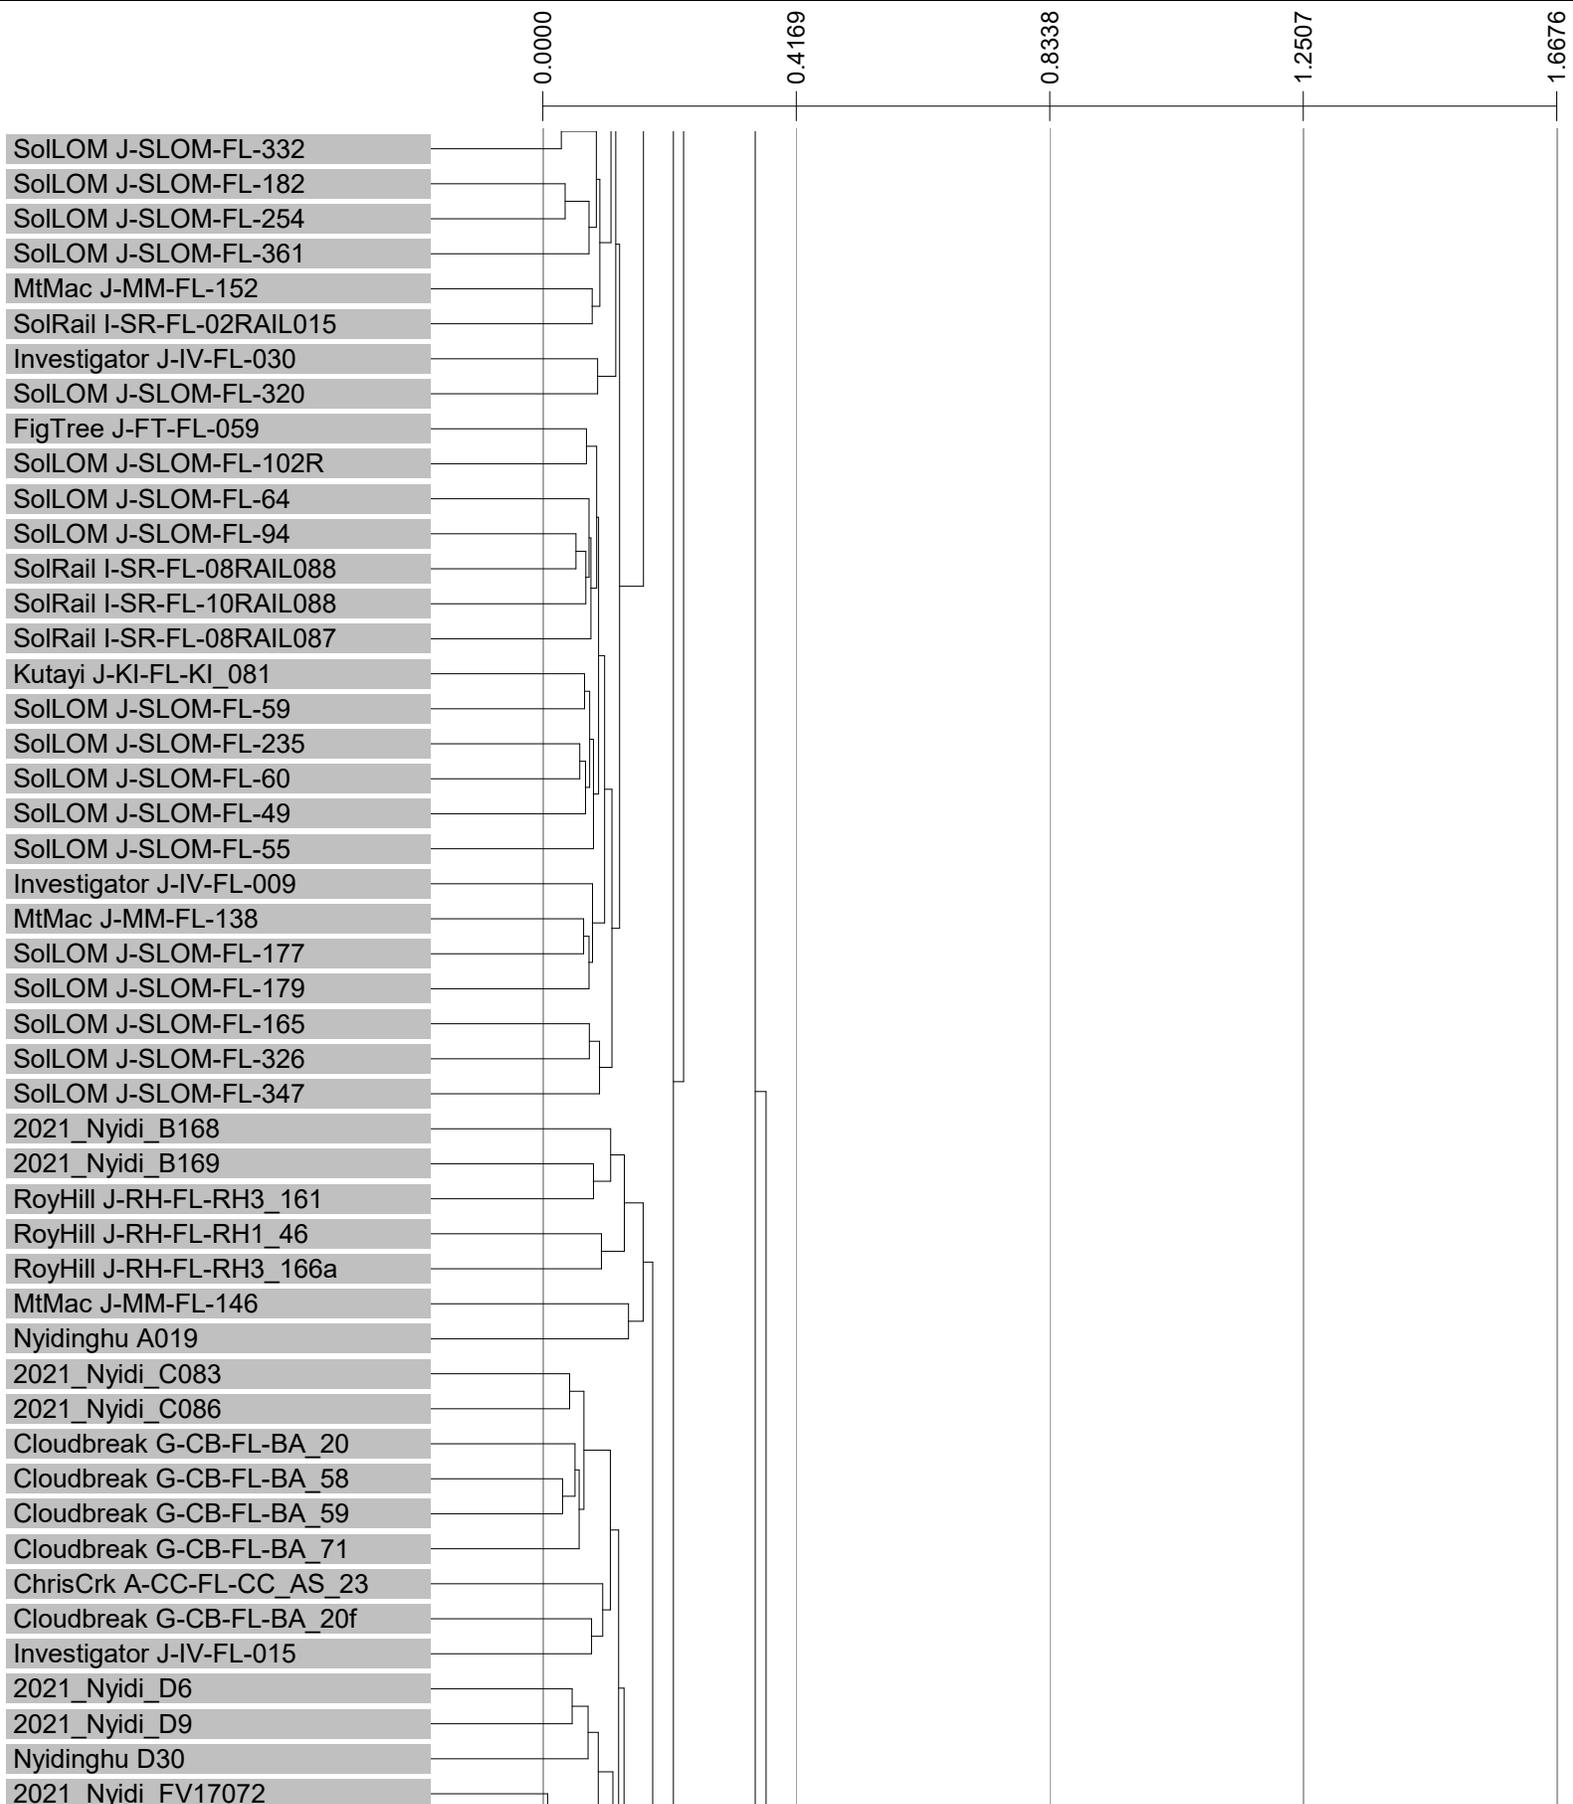 0.0000
0.4169
0.8338
1.2507
1.6676
SolLOM J-SLOM-FL-332
SolLOM J-SLOM-FL-182
SolLOM J-SLOM-FL-254
SolLOM J-SLOM-FL-361
MtMac J-MM-FL-152
SolRail I-SR-FL-02RAIL015
Investigator J-IV-FL-030
SolLOM J-SLOM-FL-320
FigTree J-FT-FL-059
SolLOM J-SLOM-FL-102R
SolLOM J-SLOM-FL-64
SolLOM J-SLOM-FL-94
SolRail I-SR-FL-08RAIL088
SolRail I-SR-FL-10RAIL088
SolRail I-SR-FL-08RAIL087
Kutayi J-KI-FL-KI_081
SolLOM J-SLOM-FL-59
SolLOM J-SLOM-FL-235
SolLOM J-SLOM-FL-60
SolLOM J-SLOM-FL-49
SolLOM J-SLOM-FL-55
Investigator J-IV-FL-009
MtMac J-MM-FL-138
SolLOM J-SLOM-FL-177
SolLOM J-SLOM-FL-179
SolLOM J-SLOM-FL-165
SolLOM J-SLOM-FL-326
SolLOM J-SLOM-FL-347
2021_Nyidi_B168
2021_Nyidi_B169
RoyHill J-RH-FL-RH3_161
RoyHill J-RH-FL-RH1_46
RoyHill J-RH-FL-RH3_166a
MtMac J-MM-FL-146
Nyidinghu A019
2021_Nyidi_C083
2021_Nyidi_C086
Cloudbreak G-CB-FL-BA_20
Cloudbreak G-CB-FL-BA_58
Cloudbreak G-CB-FL-BA_59
Cloudbreak G-CB-FL-BA_71
ChrisCrk A-CC-FL-CC_AS_23
Cloudbreak G-CB-FL-BA_20f
Investigator J-IV-FL-015
2021_Nyidi_D6
2021_Nyidi_D9
Nyidinghu D30
2021_Nyidi_FV17072